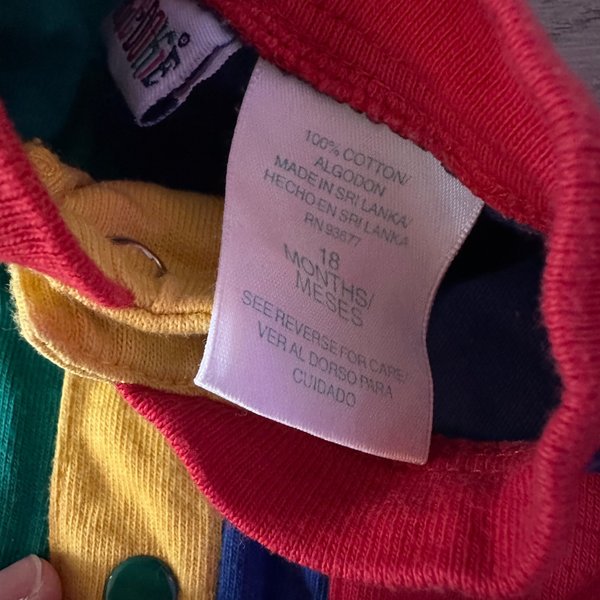 100% COTTON/
ALGODON
MADE IN SRI LANKA/
HECHO EN SRI LANKA
RN 93677
18
MONTHS/
MESES
SEE REVERSE FOR CARE/
VER AL DORSO PARA
CUIDADO